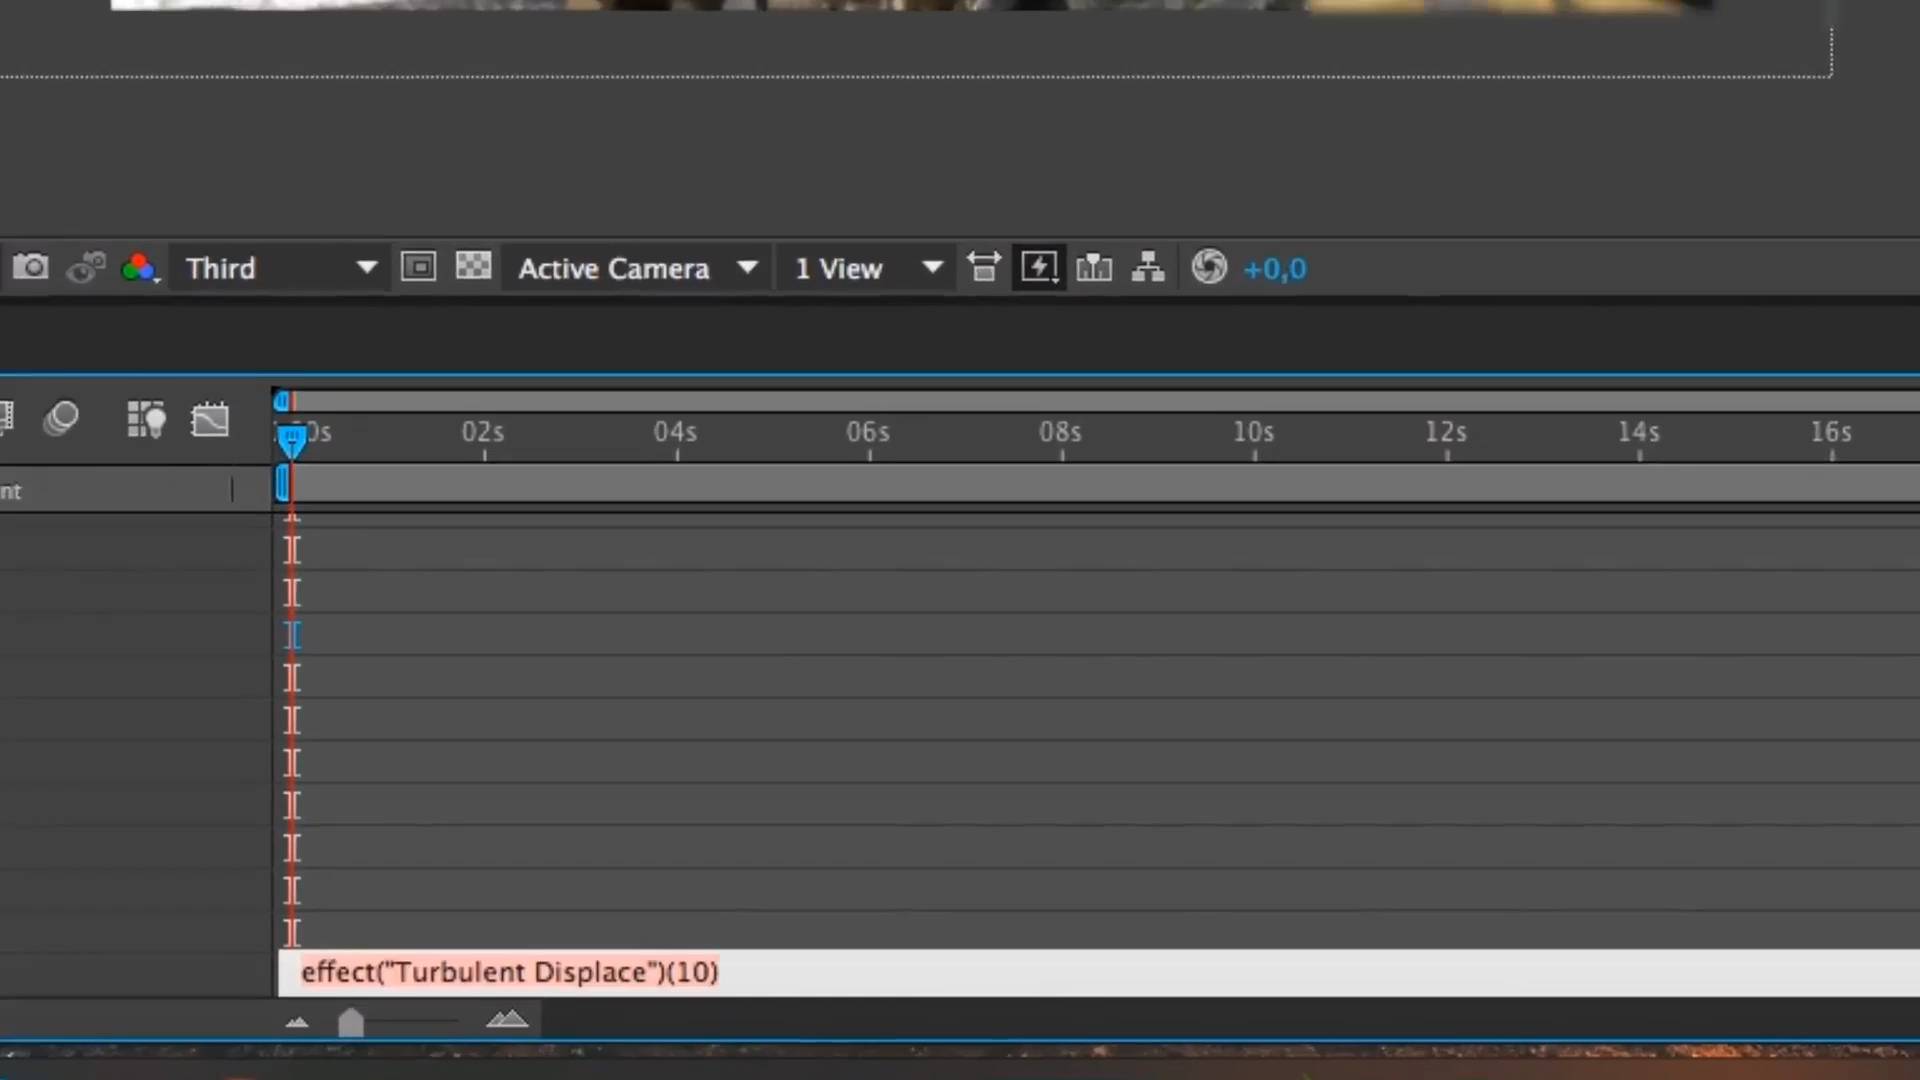 Third Active Camera 1 View +0,0
02s 04s 06s 08s 10s 12s 14s 16s
nt
effect("Turbulent Displace")(10)